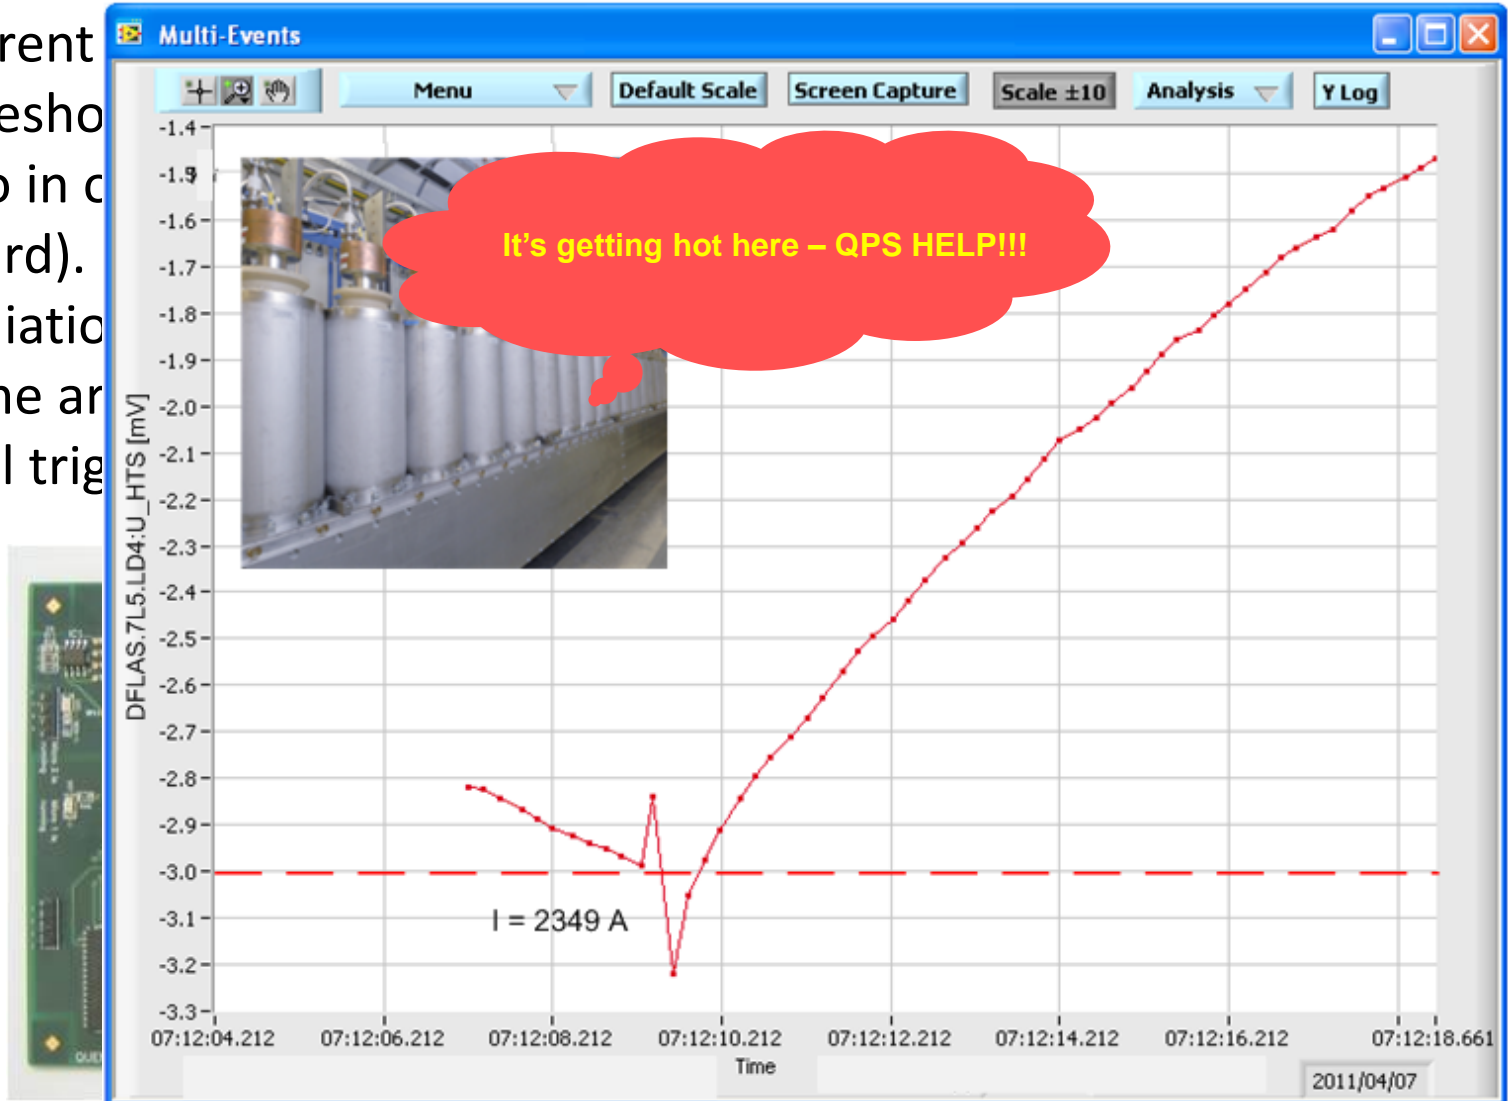 rent
esho
o in c
rd).
iatio
ne ar
l trig
Multi-Events
Menu
Default Scale
Screen Capture
Scale ±10
Analysis
Y Log
It's getting hot here – QPS HELP!!!
DFLAS.7L5.LD4:U_HTS [mV]
-1.4
-1.5
-1.6
-1.7
-1.8
-1.9
-2.0
-2.1
-2.2
-2.3
-2.4
-2.5
-2.6
-2.7
-2.8
-2.9
-3.0
-3.1
-3.2
-3.3
I = 2349 A
07:12:04.212 07:12:06.212 07:12:08.212 07:12:10.212 07:12:12.212 07:12:14.212 07:12:16.212 07:12:18.661
Time
2011/04/07
IC1
QUE